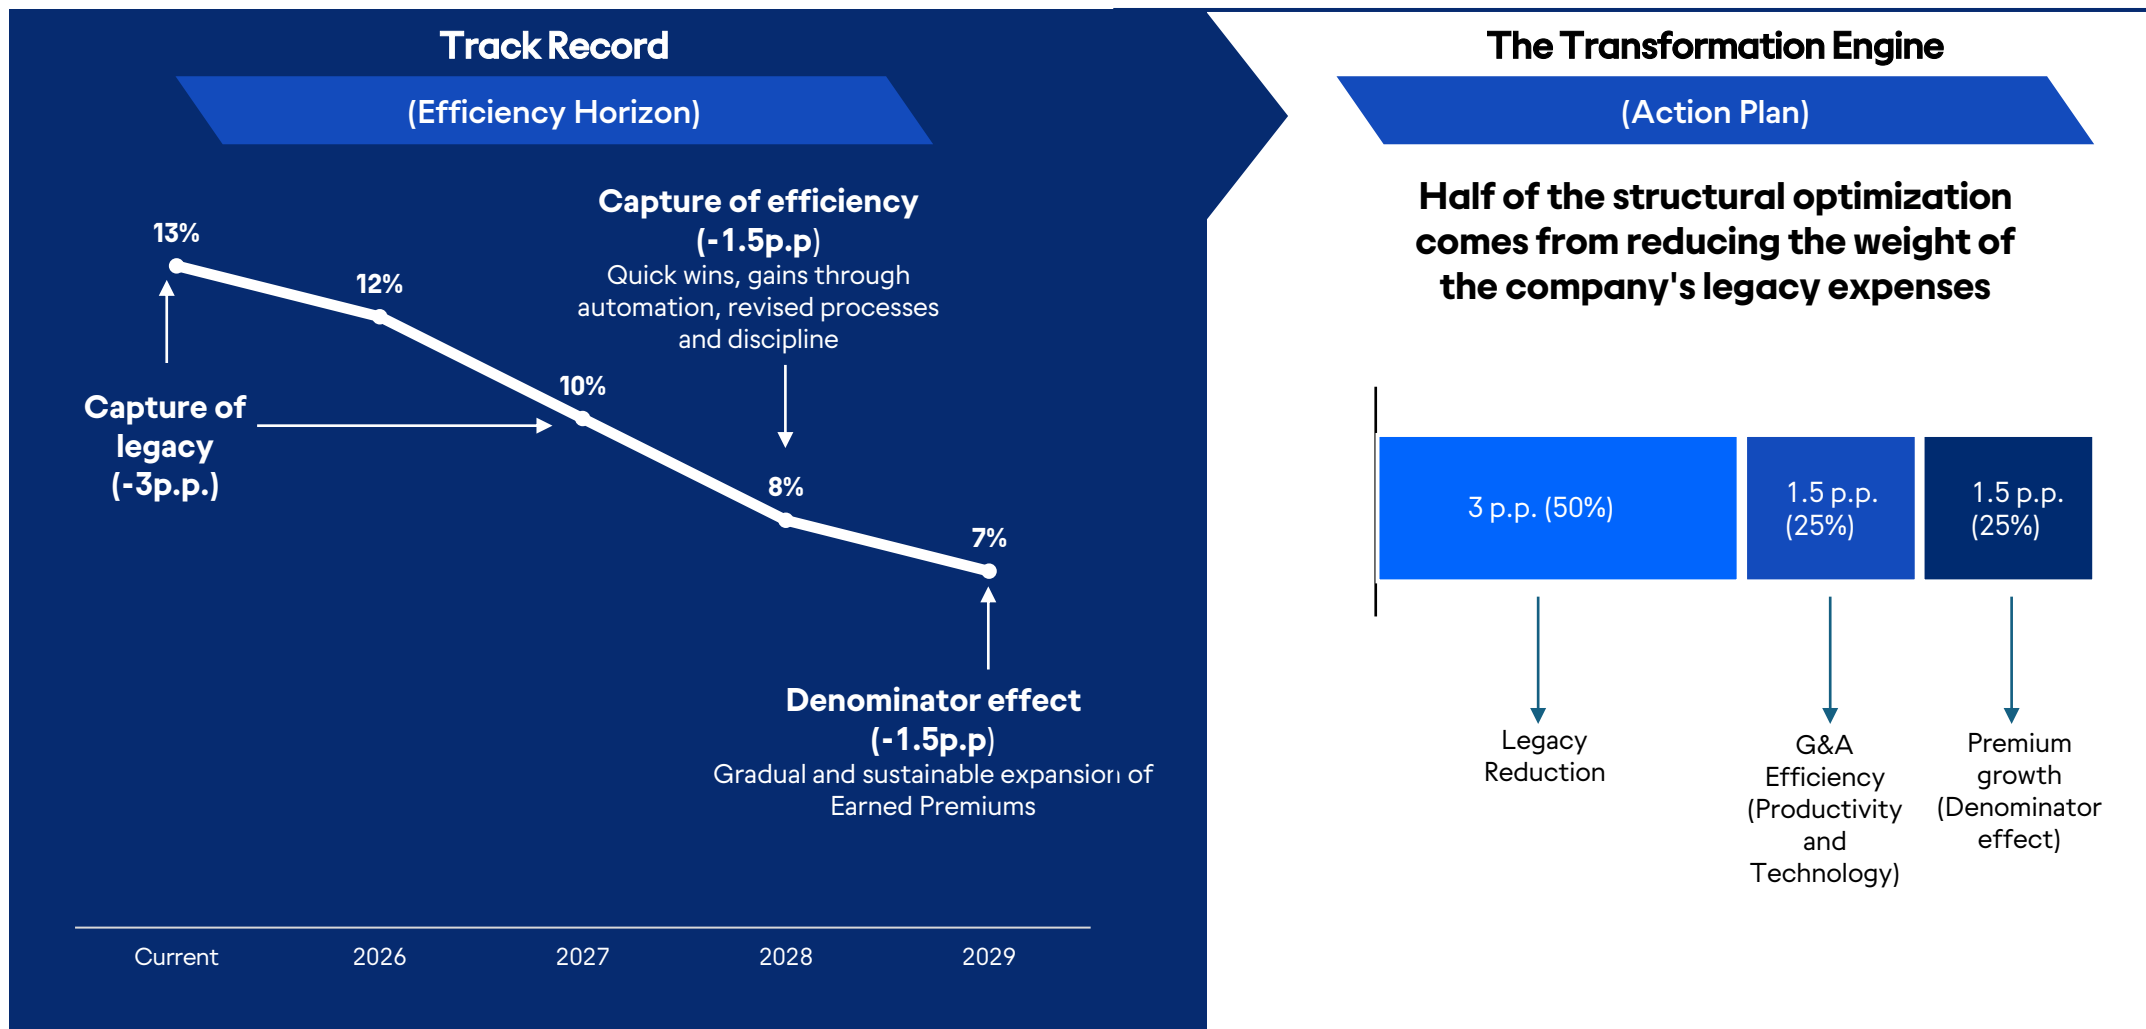 Track Record
(Efficiency Horizon)
13%
12%
10%
8%
7%
Capture of efficiency
(-1.5p.p)
Quick wins, gains through
automation, revised processes
and discipline
Capture of
legacy
(-3p.p.)
Denominator effect
(-1.5p.p)
Gradual and sustainable expansion of
Earned Premiums
Current
2026
2027
2028
2029
The Transformation Engine
(Action Plan)
Half of the structural optimization
comes from reducing the weight of
the company's legacy expenses
3 p.p. (50%)
1.5 p.p.
(25%)
1.5 p.p.
(25%)
Legacy
Reduction
G&A
Efficiency
(Productivity
and
Technology)
Premium
growth
(Denominator
effect)